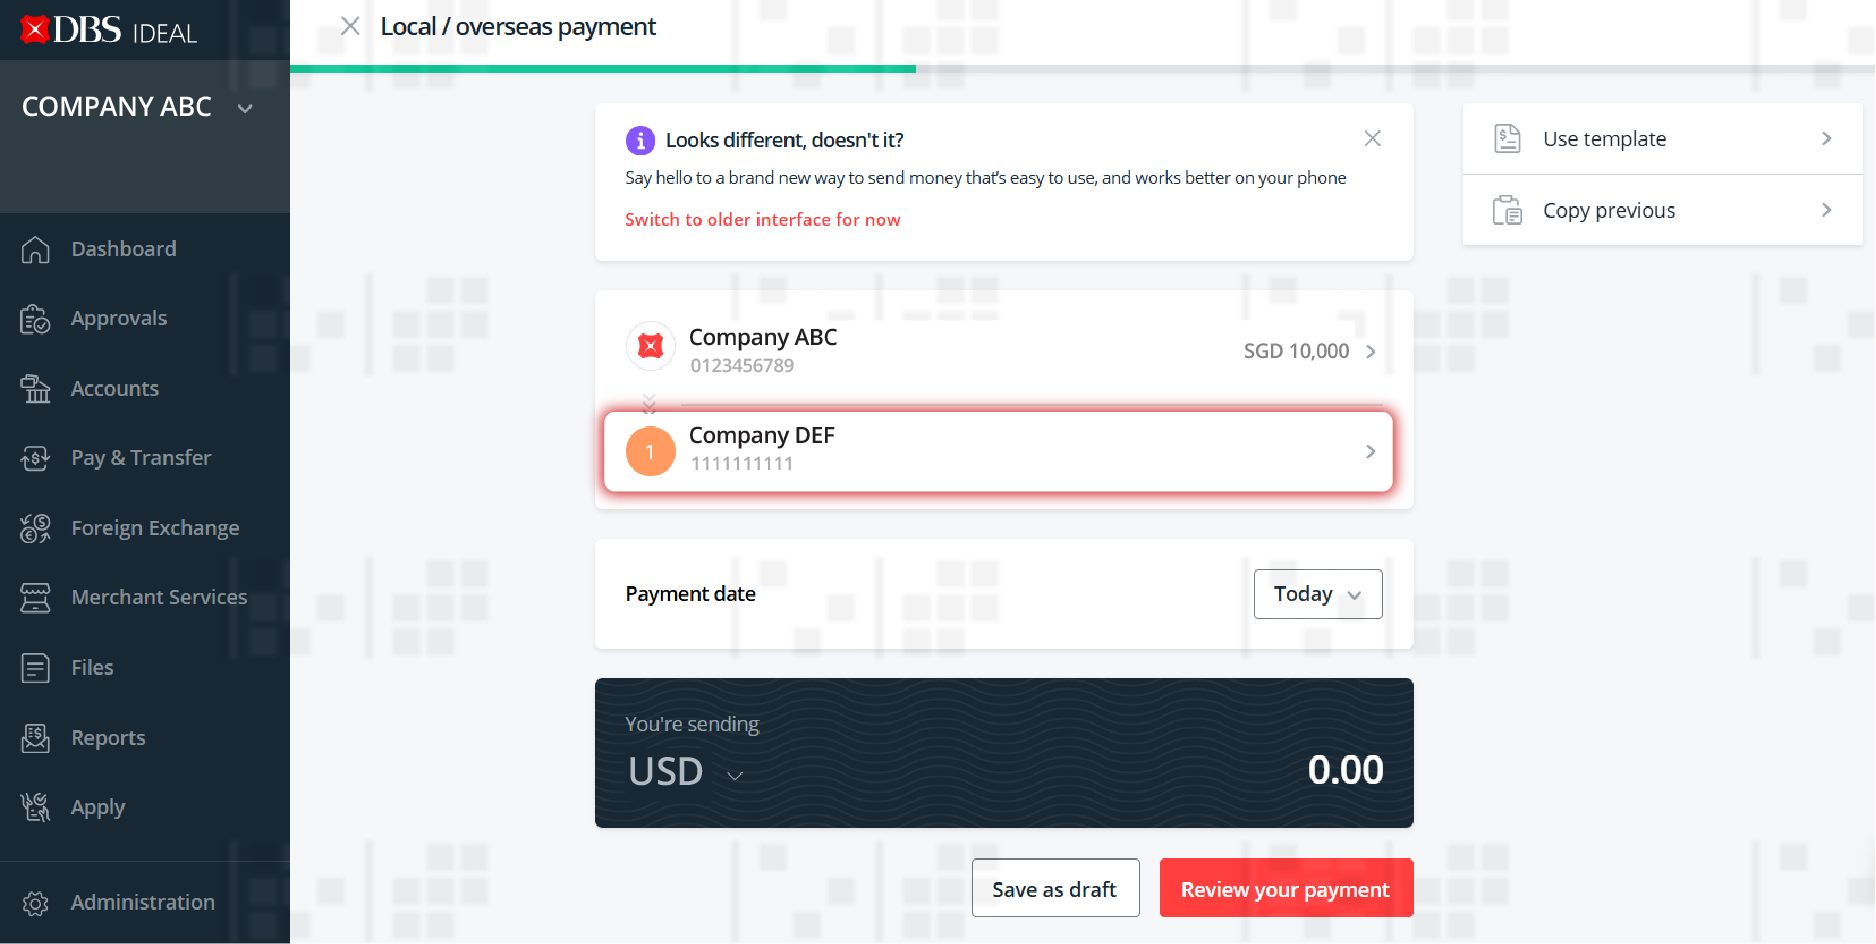 DBS IDEAL
Local / overseas payment
COMPANY ABC
Dashboard
Approvals
Accounts
Pay & Transfer
Foreign Exchange
Merchant Services
Files
Reports
Apply
Administration
Looks different, doesn't it?
Say hello to a brand new way to send money that's easy to use, and works better on your phone
Switch to older interface for now
Use template
Copy previous
Company ABC
0123456789
SGD 10,000
1
Company DEF
1111111111
Payment date
Today
You're sending
USD
0.00
Save as draft
Review your payment